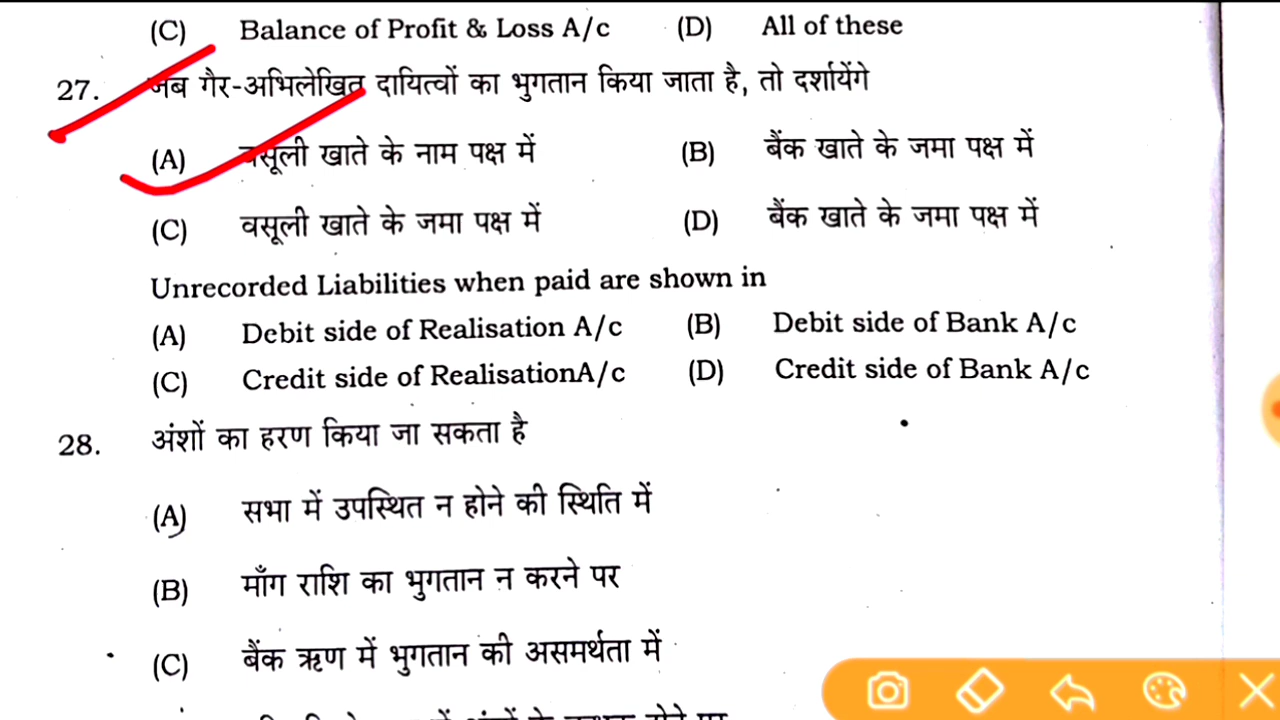 (C) Balance of Profit & Loss A/c (D) All of these
27. जब गैर-अभिलेखित दायित्वों का भुगतान किया जाता है, तो दर्शायेंगे
(A) वसूली खाते के नाम पक्ष में (B) बैंक खाते के जमा पक्ष में
(C) वसूली खाते के जमा पक्ष में (D) बैंक खाते के जमा पक्ष में
Unrecorded Liabilities when paid are shown in
(A) Debit side of Realisation A/c (B) Debit side of Bank A/c
(C) Credit side of RealisationA/c (D) Credit side of Bank A/c
28. अंशों का हरण किया जा सकता है
(A) सभा में उपस्थित न होने की स्थिति में
(B) माँग राशि का भुगतान न करने पर
(C) बैंक ऋण में भुगतान की असमर्थता में